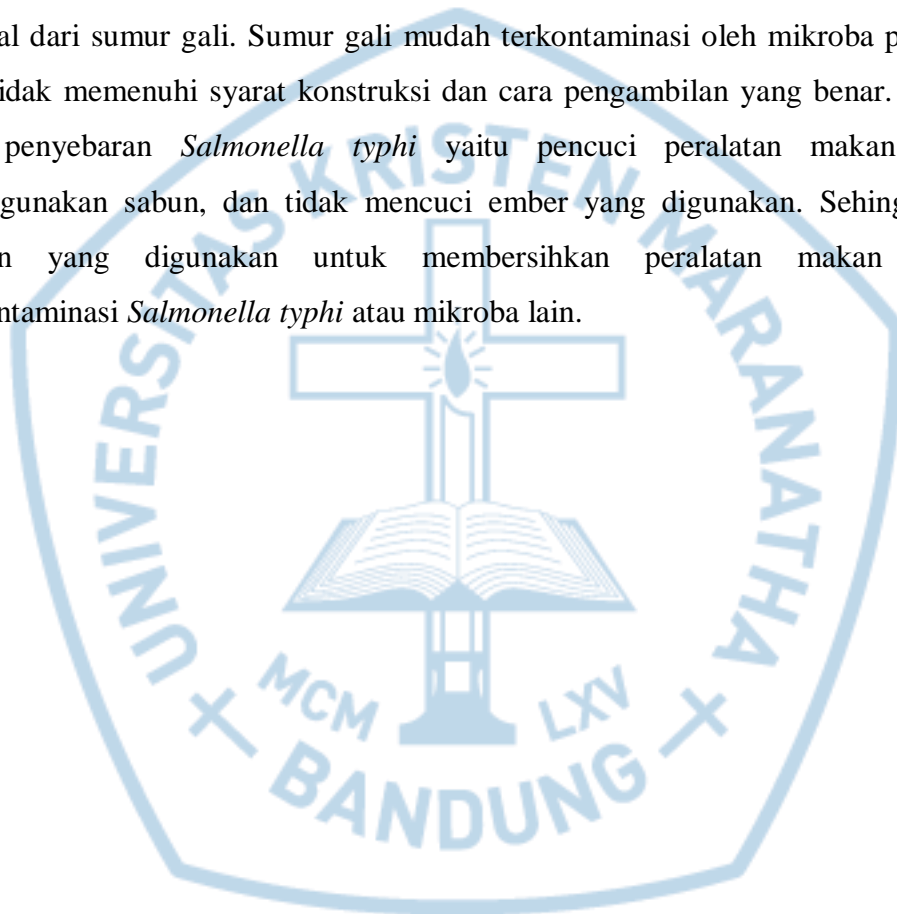 al dari sumur gali. Sumur gali mudah terkontaminasi oleh mikroba p
idak memenuhi syarat konstruksi dan cara pengambilan yang benar.
penyebaran Salmonella typhi yaitu pencuci peralatan makan
gunakan sabun, dan tidak mencuci ember yang digunakan. Sehing
n yang digunakan untuk membersihkan peralatan makan
ntaminasi Salmonella typhi atau mikroba lain.
UNIVERSITAS KRISTEN MARANATHA
MCM LXV
BANDUNG